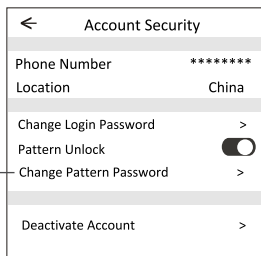 Account Security
Phone Number ********
Location China
Change Login Password >
Pattern Unlock
Change Pattern Password >
Deactivate Account >